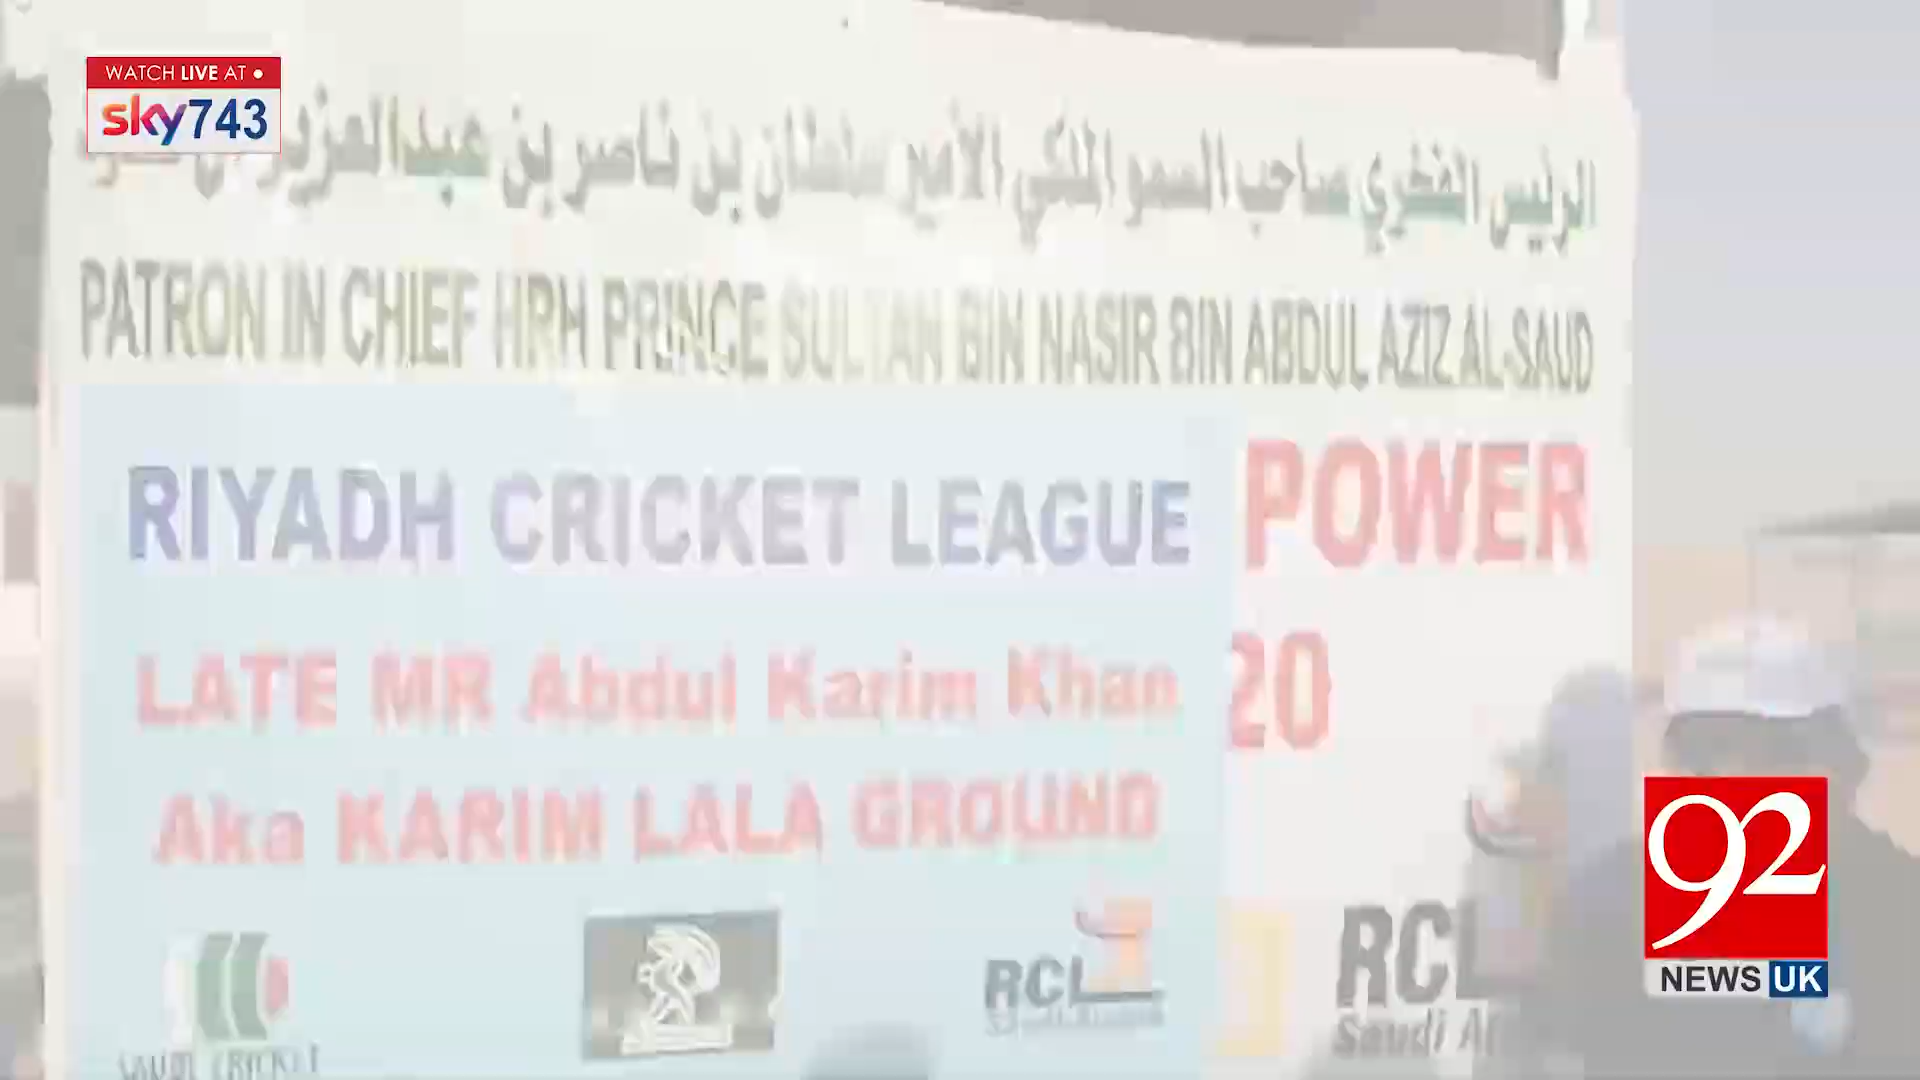 WATCH LIVE AT
sky743
الرئيس الفخري صاحب السمو الملكي الأمير سلطان بن ناصر بن عبدالعزيز
PATRON IN CHIEF HRH PRINCE SULTAN BIN NASIR BIN ABDUL AZIZ AL-SAUD
RIYADH CRICKET LEAGUE
POWER
LATE MR Abdul Karim Khan
20
Aka KARIM LALA GROUND
SAUDI CRICKET
RCL
RCL
Saudi
92
NEWS UK